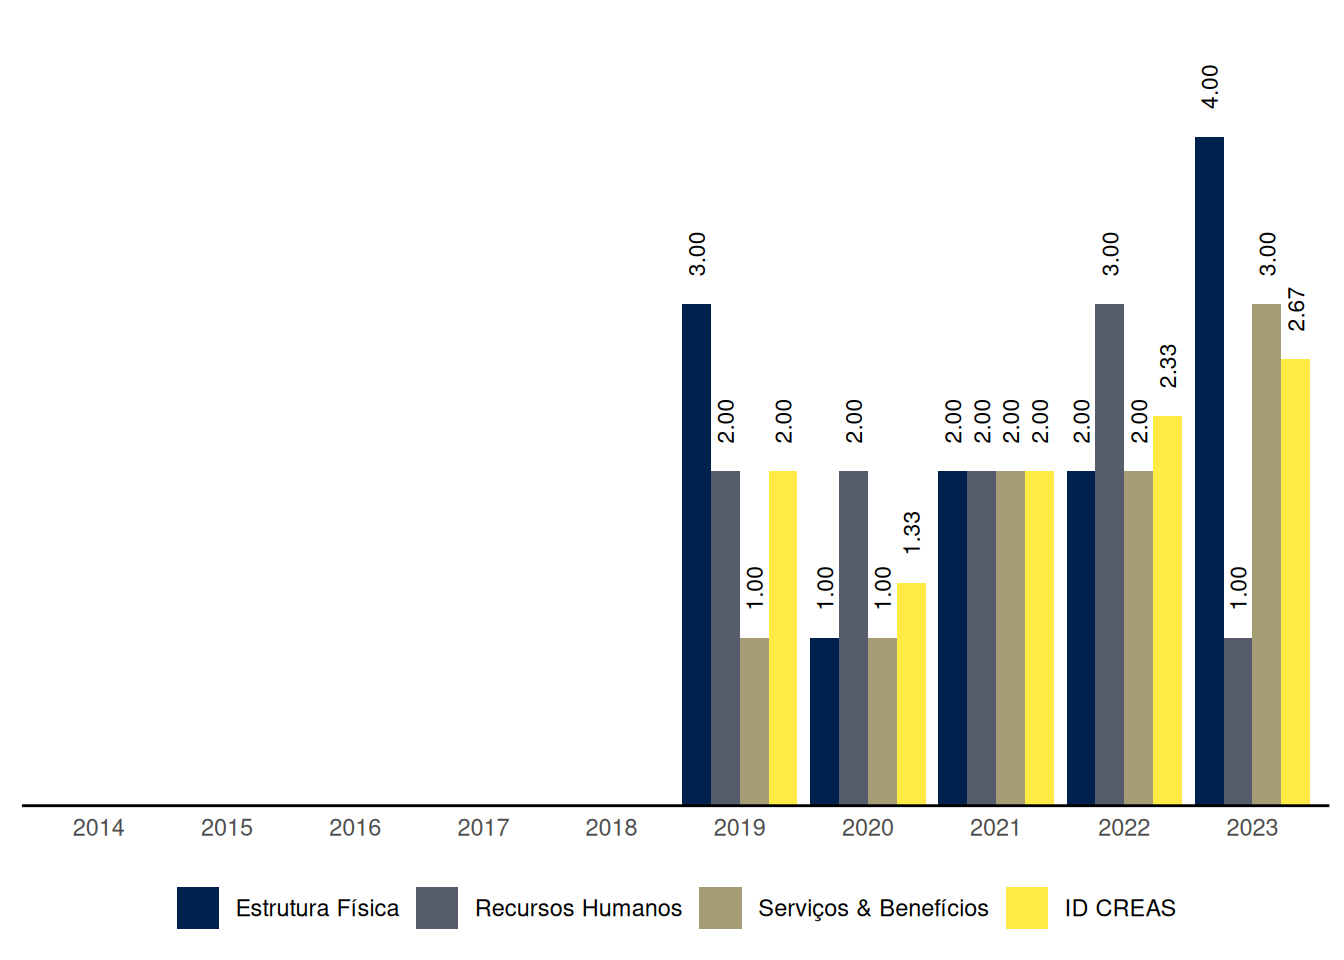 4.00
3.00 3.00 3.00
2.67
2.33
2.00 2.00 2.00 2.00 2.00 2.00 2.00 2.00 2.00
1.33
1.00 1.00 1.00 1.00
2014 2015 2016 2017 2018 2019 2020 2021 2022 2023
Estrutura Física Recursos Humanos Serviços & Benefícios ID CREAS